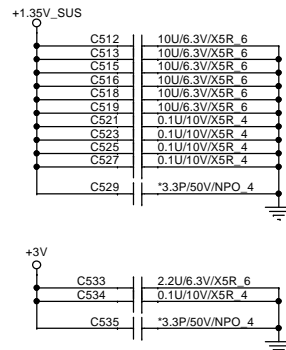 +1.35V_SUS
C512 10U/6.3V/X5R_6
C513 10U/6.3V/X5R_6
C515 10U/6.3V/X5R_6
C516 10U/6.3V/X5R_6
C518 10U/6.3V/X5R_6
C519 10U/6.3V/X5R_6
C521 0.1U/10V/X5R_4
C523 0.1U/10V/X5R_4
C525 0.1U/10V/X5R_4
C527 0.1U/10V/X5R_4
C529 *3.3P/50V/NPO_4
+3V
C533 2.2U/6.3V/X5R_6
C534 0.1U/10V/X5R_4
C535 *3.3P/50V/NPO_4